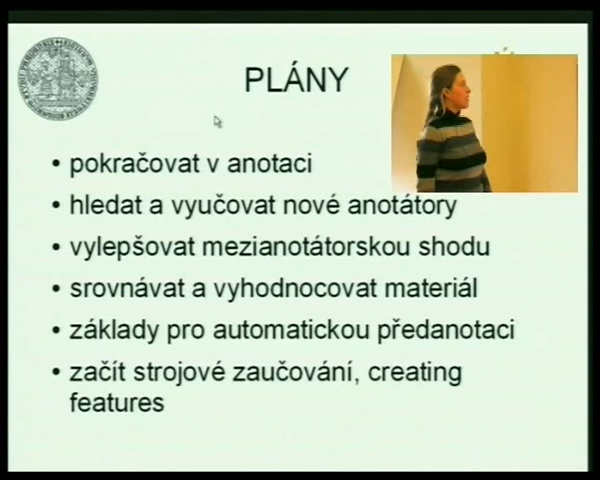 PLÁNY
• pokračovat v anotaci
• hledat a vyučovat nové anotátory
• vylepšovat mezianotátorskou shodu
• srovnávat a vyhodnocovat materiál
• základy pro automatickou předanotaci
• začít strojové zaučování, creating
features